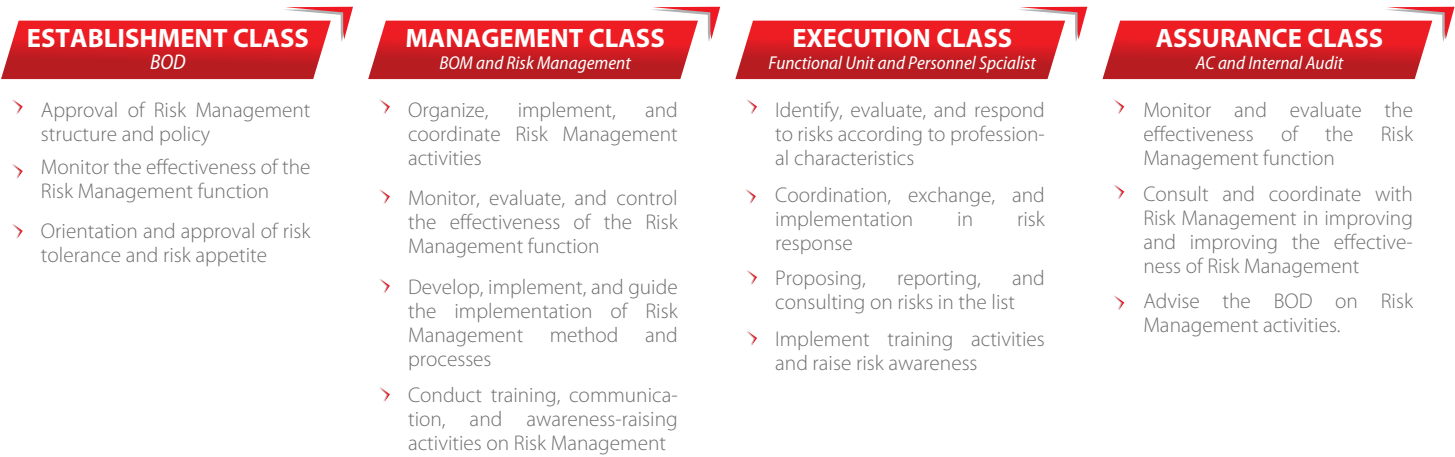 ESTABLISHMENT CLASS
BOD
Approval of Risk Management
structure and policy
Monitor the effectiveness of the
Risk Management function
Orientation and approval of risk
tolerance and risk appetite
MANAGEMENT CLASS
BOM and Risk Management
Organize, implement, and
coordinate Risk Management
activities
Monitor, evaluate, and control
the effectiveness of the Risk
Management function
Develop, implement, and guide
the implementation of Risk
Management method and
processes
Conduct training, communica-
tion, and awareness-raising
activities on Risk Management
EXECUTION CLASS
Functional Unit and Personnel Spcialist
Identify, evaluate, and respond
to risks according to profession-
al characteristics
Coordination, exchange, and
implementation in risk
response
Proposing, reporting, and
consulting on risks in the list
Implement training activities
and raise risk awareness
ASSURANCE CLASS
AC and Internal Audit
Monitor and evaluate the
effectiveness of the Risk
Management function
Consult and coordinate with
Risk Management in improving
and improving the effective-
ness of Risk Management
Advise the BOD on Risk
Management activities.